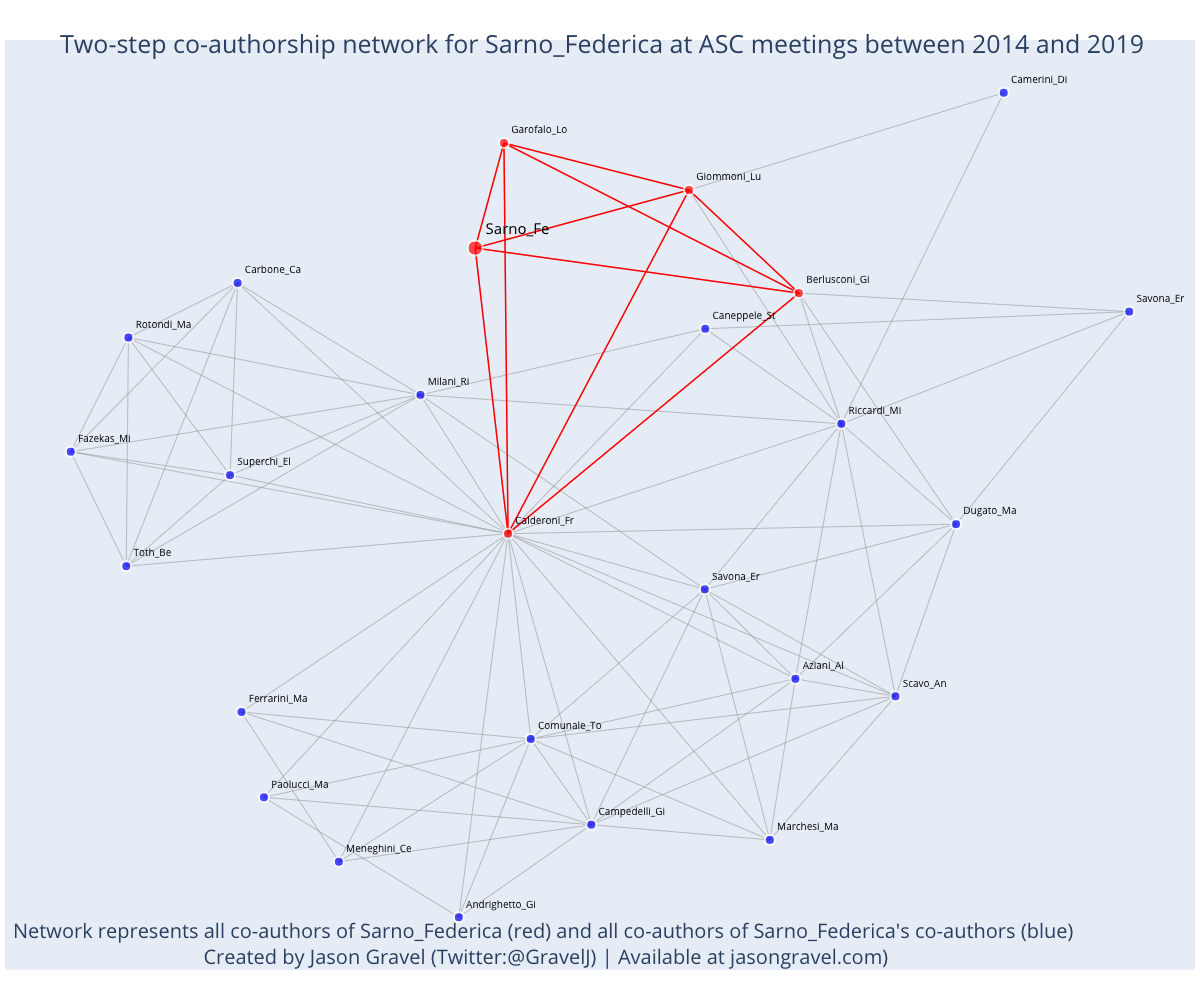 Two-step co-authorship network for Sarno_Federica at ASC meetings between 2014 and 2019
Camerini_Di
Garofalo_Lo
Giommoni_Lu
Sarno_Fe
Carbone_Ca
Berlusconi_Gi
Savona_Er
Caneppele_St
Rotondi_Ma
Milani_Ri
Riccardi_Mi
Fazekas_Mi
Superchi_El
Dugato_Ma
Calderoni_Fr
Toth_Be
Savona_Er
Aziani_Al
Scavo_An
Ferrarini_Ma
Comunale_To
Paolucci_Ma
Campedelli_Gi
Marchesi_Ma
Meneghini_Ce
Andrighetto_Gi
Network represents all co-authors of Sarno_Federica (red) and all co-authors of Sarno_Federica's co-authors (blue)
Created by Jason Gravel (Twitter:@GravelJ) | Available at jasongravel.com)